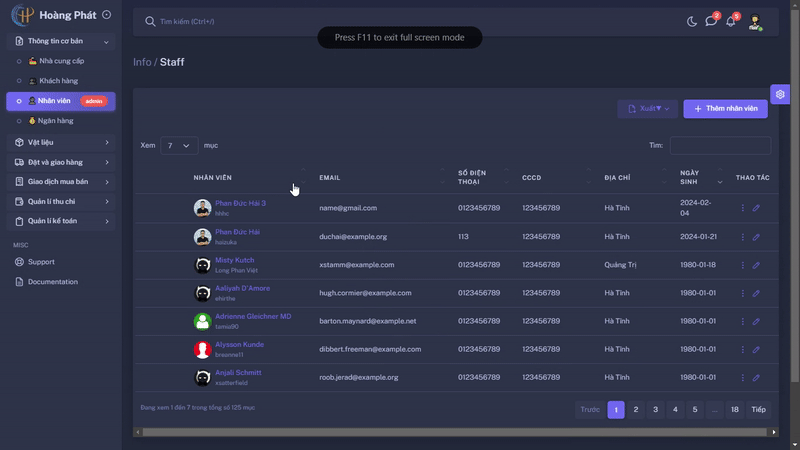 Hoàng Phát
Tìm kiếm (Ctrl+/)
2
5
Press F11 to exit full screen mode
Thông tin cơ bản
Nhà cung cấp
Khách hàng
Nhân viên
admin
Ngân hàng
Vật liệu
Đặt và giao hàng
Giao dịch mua bán
Quản lí thu chi
Quản lí kế toán
MISC
Support
Documentation
Info / Staff
Xuất
Thêm nhân viên
Xem 7 mục
Tìm:
NHÂN VIÊN EMAIL SỐ ĐIỆN THOẠI CCCD ĐỊA CHỈ NGÀY SINH THAO TÁC
Phan Đức Hải 3 name@gmail.com 0123456789 123456789 Hà Tĩnh 2024-02-04
hhhc
Phan Đức Hải duchai@example.org 113 123456789 Hà Tĩnh 2024-01-21
haizuka
Misty Kutch xstamm@example.com 0123456789 123456789 Quảng Trị 1980-01-18
Long Phan Việt
Aaliyah D'Amore hugh.cormier@example.com 0123456789 123456789 Hà Tĩnh 1980-01-01
ehirthe
Adrienne Gleichner MD barton.maynard@example.net 0123456789 123456789 Hà Tĩnh 1980-01-01
tamia90
Alysson Kunde dibbert.freeman@example.com 0123456789 123456789 Hà Tĩnh 1980-01-01
breanne11
Anjali Schmitt roob.jerad@example.org 0123456789 123456789 Hà Tĩnh 1980-01-01
xsatterfield
Đang xem 1 đến 7 trong tổng số 125 mục
Trước 1 2 3 4 5 ... 18 Tiếp